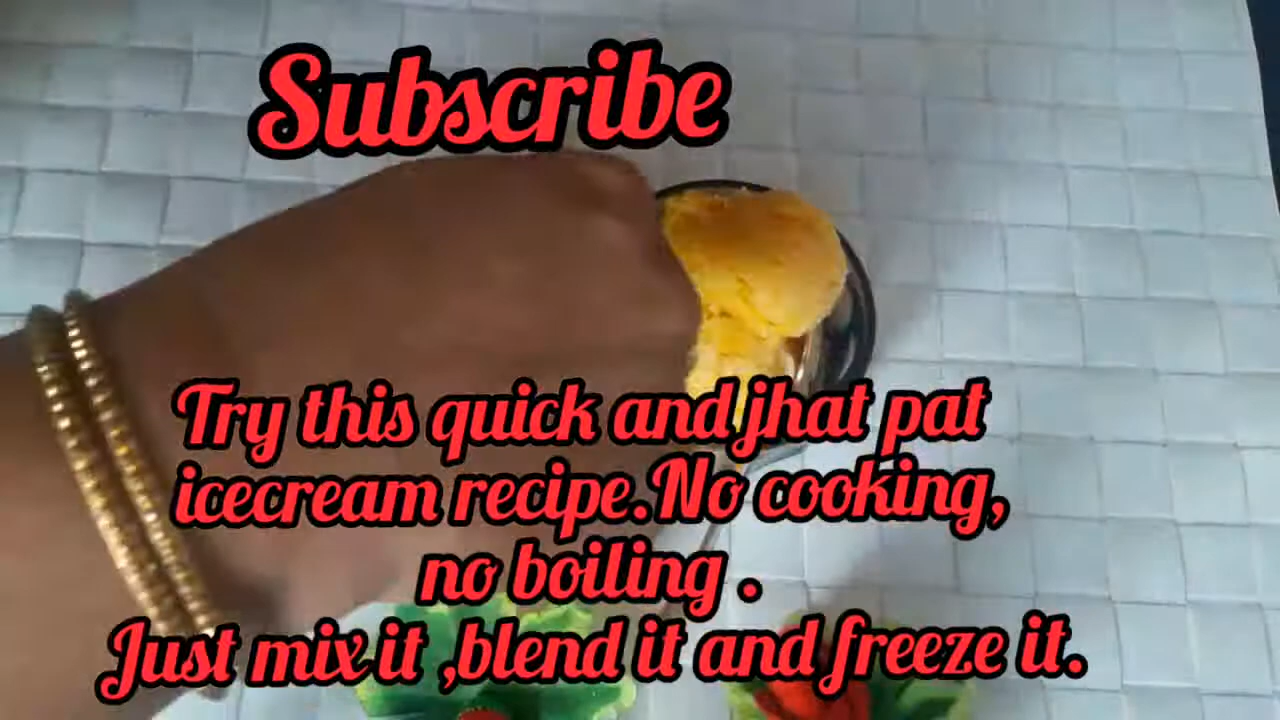 Subscribe
Try this quick and jhat pat
icecream recipe.No cooking,
no boiling .
Just mix it ,blend it and freeze it.